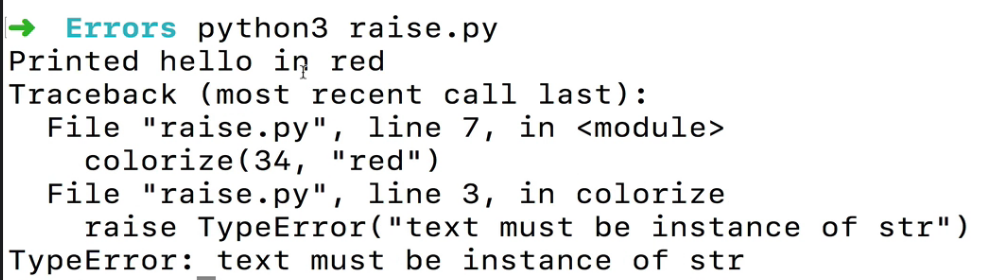 ➜  Errors python3 raise.py
Printed hello in red
Traceback (most recent call last):
  File "raise.py", line 7, in <module>
    colorize(34, "red")
  File "raise.py", line 3, in colorize
    raise TypeError("text must be instance of str")
TypeError: text must be instance of str